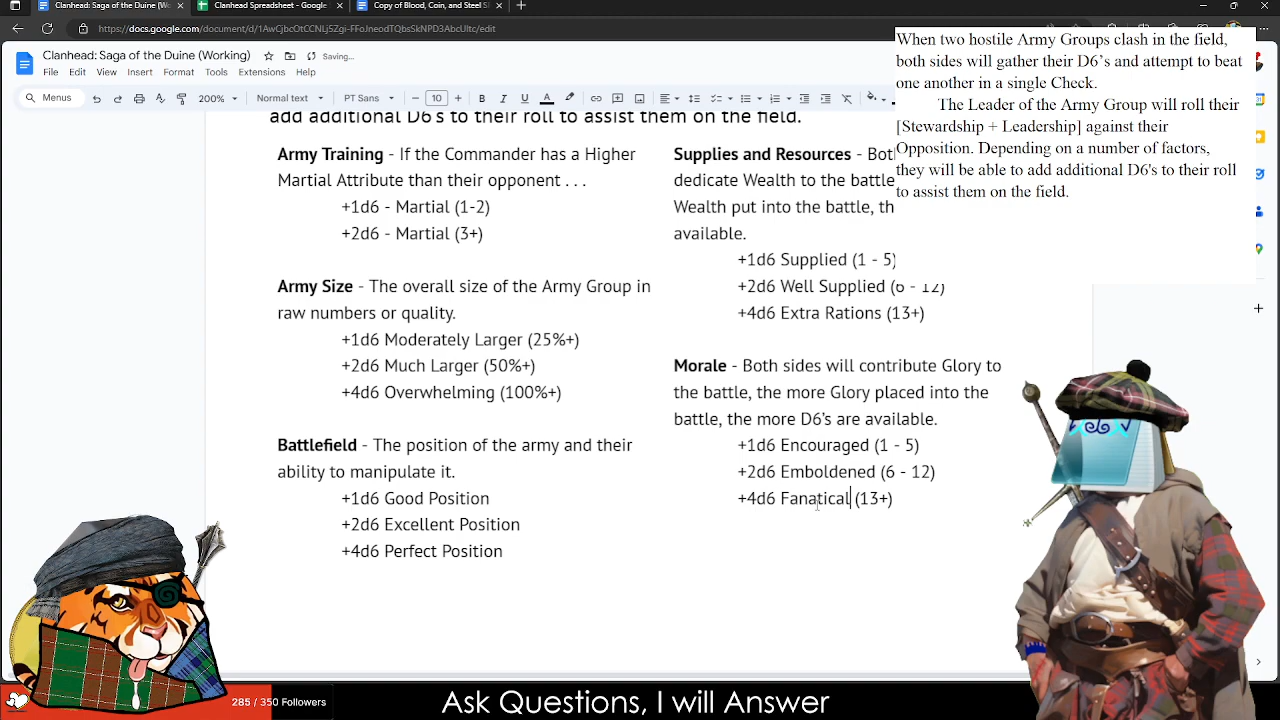 Clanhead: Saga of the Duine (W
Clanhead Spreadsheet - Google
Copy of Blood, Coin, and Steel S
https://docs.google.com/document/d/1AwCjbcOtCCNLj5Zgi-FFoJneodTQbsSkNPD3AbcUltc/edit
Clanhead: Saga of the Duine (Working)
Saving...
File Edit View Insert Format Tools Extensions Help
Menus 200% Normal text PT Sans 10 B I U A
add additional D6's to their roll to assist them on the field.
Army Training - If the Commander has a Higher
Martial Attribute than their opponent . . .
+1d6 - Martial (1-2)
+2d6 - Martial (3+)
Army Size - The overall size of the Army Group in
raw numbers or quality.
+1d6 Moderately Larger (25%+)
+2d6 Much Larger (50%+)
+4d6 Overwhelming (100%+)
Battlefield - The position of the army and their
ability to manipulate it.
+1d6 Good Position
+2d6 Excellent Position
+4d6 Perfect Position
Supplies and Resources - Bot
dedicate Wealth to the battle
Wealth put into the battle, th
available.
+1d6 Supplied (1 - 5)
+2d6 Well Supplied (6 - 12)
+4d6 Extra Rations (13+)
Morale - Both sides will contribute Glory to
the battle, the more Glory placed into the
battle, the more D6's are available.
+1d6 Encouraged (1 - 5)
+2d6 Emboldened (6 - 12)
+4d6 Fanatical (13+)
When two hostile Army Groups clash in the field,
both sides will gather their D6's and attempt to beat
one another in a single Check.
The Leader of the Army Group will roll their
[Stewardship + Leadership] against their
Opposition. Depending on a number of factors,
they will be able to add additional D6's to their roll
to assist them on the field.
285 / 350 Followers
Ask Questions, I will Answer